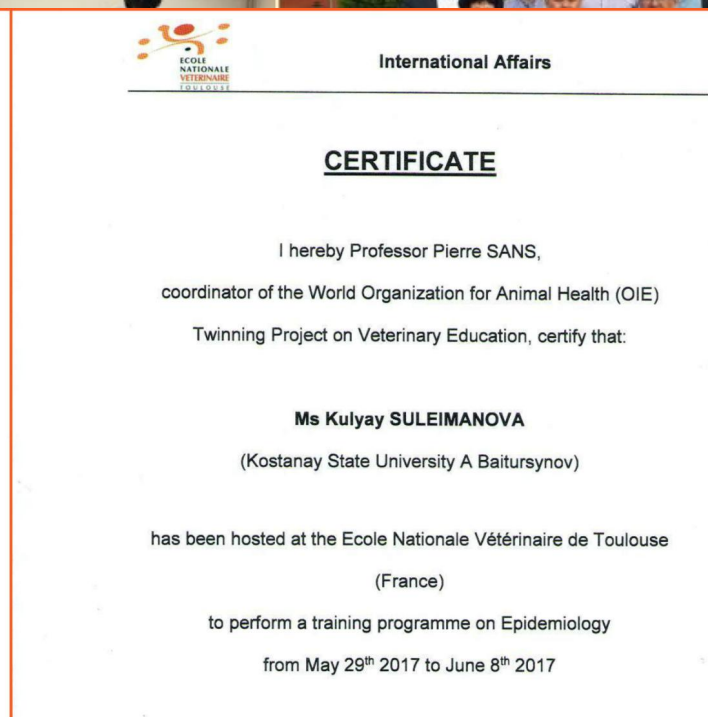 ECOLE
NATIONALE
VETERINAIRE
TOULOUSE
International Affairs
CERTIFICATE
I hereby Professor Pierre SANS,
coordinator of the World Organization for Animal Health (OIE)
Twinning Project on Veterinary Education, certify that:
Ms Kulyay SULEIMANOVA
(Kostanay State University A Baitursynov)
has been hosted at the Ecole Nationale Vétérinaire de Toulouse
(France)
to perform a training programme on Epidemiology
from May 29th 2017 to June 8th 2017